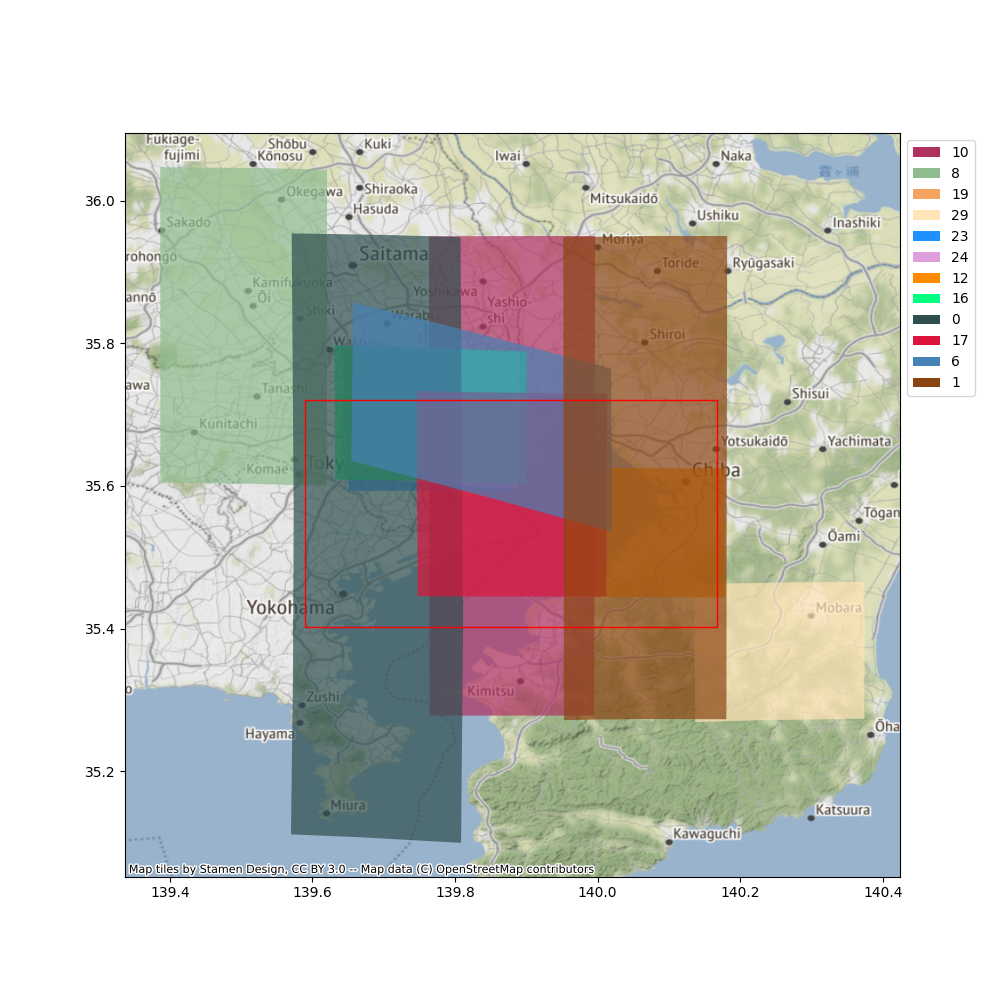 Fukiage-
fujimi
Shōbu
Kōnosu
Kuki
Iwai
Naka
霞ヶ浦
36.0
Okegawa
Shiraoka
Hasuda
Mitsukaidō
Ushiku
Inashiki
Sakado
rohongō
Saitama
Moriya
Toride
Ryūgasaki
annō
Kamifukuoka
Ōi
Yoshikawa
Yashio-
shi
Shiki
Warabi
Shiroi
35.8
Wako
awa
Tanashi
Shisui
Kunitachi
Yotsukaidō
Yachimata
Komae
Toky
Chiba
35.6
Tōgan
Ōami
Yokohama
Mobara
35.4
o
Kimitsu
Zushi
Hayama
Ōha
35.2
Miura
Katsuura
Kawaguchi
Map tiles by Stamen Design, CC BY 3.0 -- Map data (C) OpenStreetMap contributors
139.4 139.6 139.8 140.0 140.2 140.4
10
8
19
29
23
24
12
16
0
17
6
1